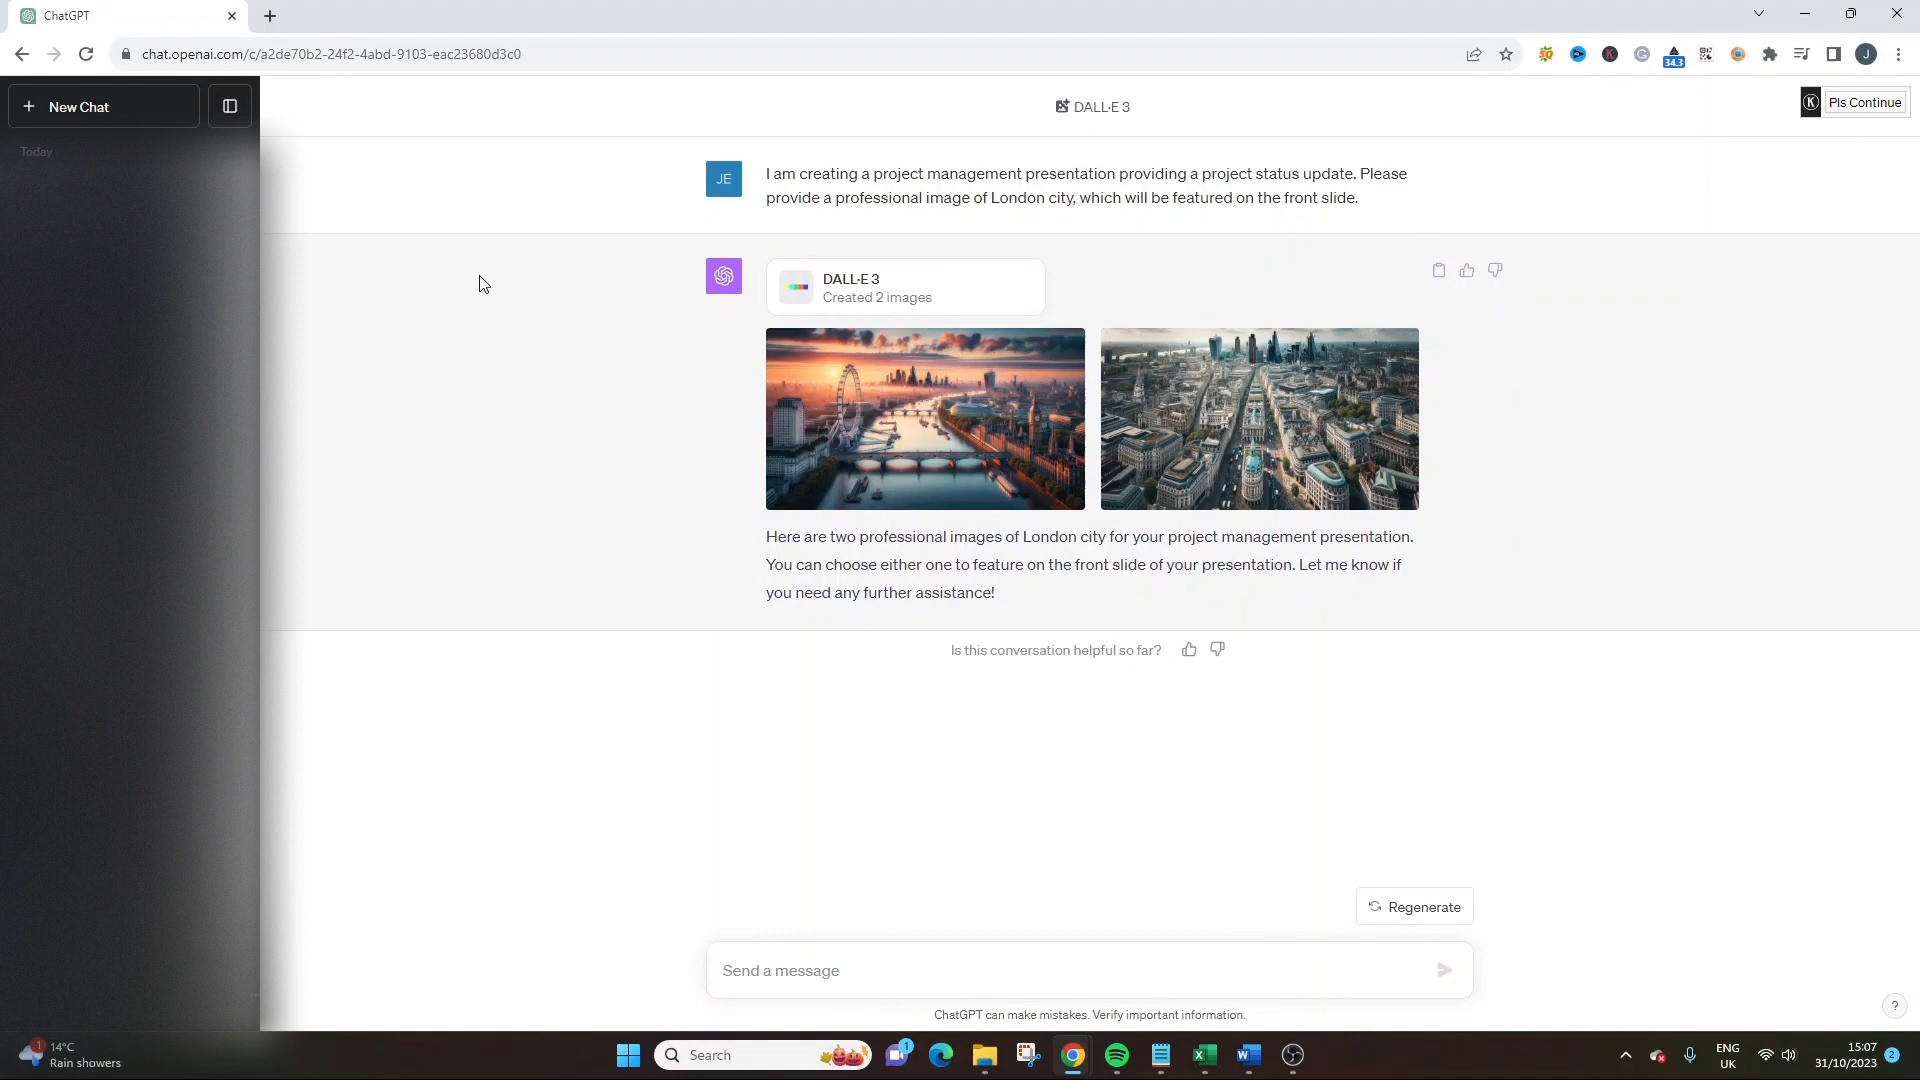 ChatGPT
chat.openai.com/c/a2de70b2-24f2-4abd-9103-eac23680d3c0
34.3
J
New Chat
Today
DALL·E 3
Pls Continue
JE
I am creating a project management presentation providing a project status update. Please
provide a professional image of London city, which will be featured on the front slide.
DALL·E 3
Created 2 images
Here are two professional images of London city for your project management presentation.
You can choose either one to feature on the front slide of your presentation. Let me know if
you need any further assistance!
Is this conversation helpful so far?
Regenerate
Send a message
ChatGPT can make mistakes. Verify important information.
?
1
14°C
Rain showers
Search
1
ENG
UK
15:07
31/10/2023
2